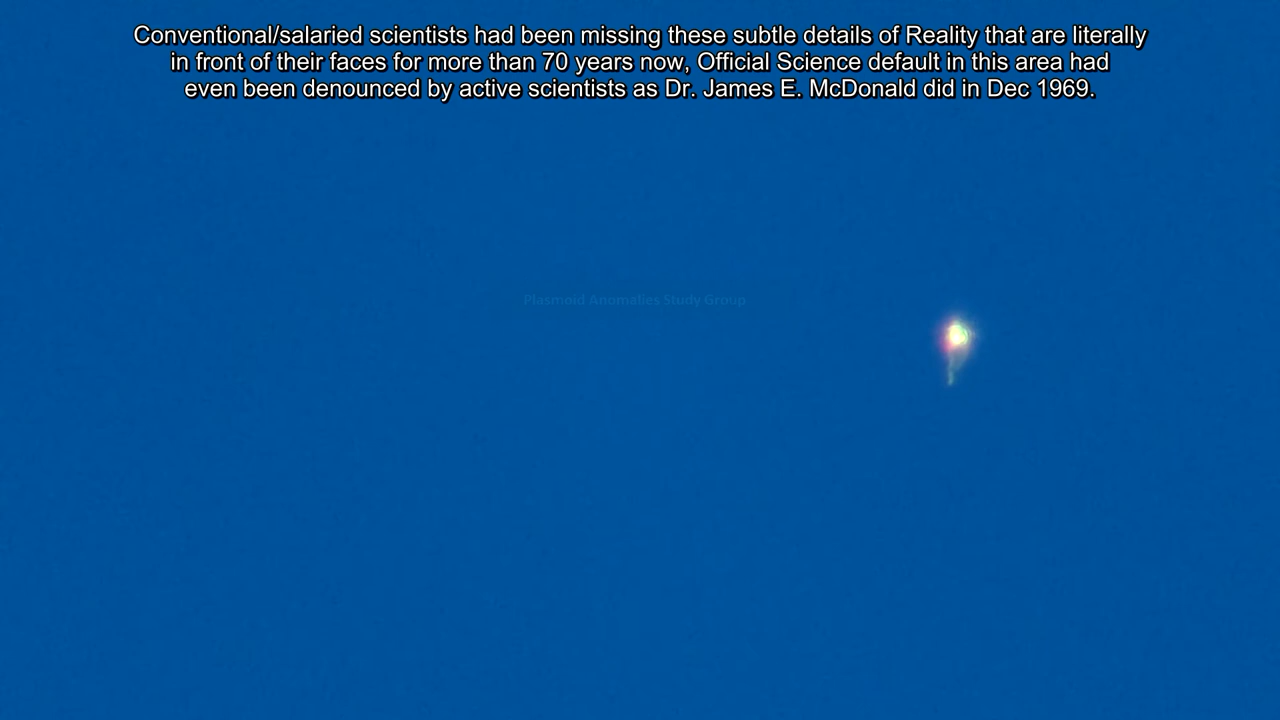 Conventional/salaried scientists had been missing these subtle details of Reality that are literally
in front of their faces for more than 70 years now, Official Science default in this area had
even been denounced by active scientists as Dr. James E. McDonald did in Dec 1969.
Plasmoid Anomalies Study Group